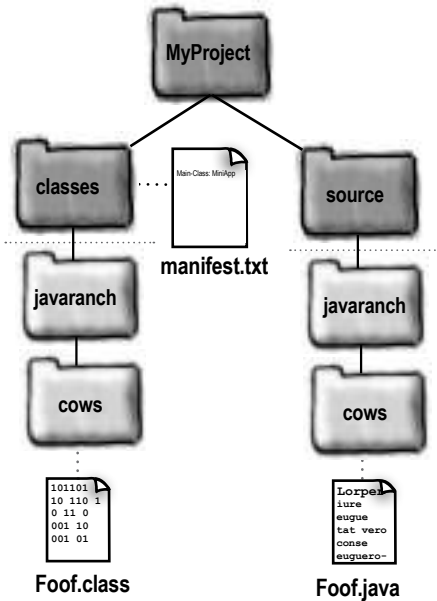 MyProject
classes
Main-Class: MiniApp
manifest.txt
source
javaranch
javaranch
cows
cows
101101
10 110 1
0 11 0
001 10
001 01
Foof.class
Lorper
iure
eugue
tat vero
conse
euguero-
Foof.java